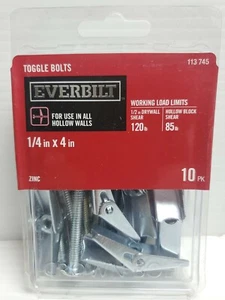 TOGGLE BOLTS
113 745
EVERBILT
FOR USE IN ALL
HOLLOW WALLS
WORKING LOAD LIMITS
1/2 in DRYWALL
SHEAR
120lb
HOLLOW BLOCK
SHEAR
85lb
1/4 in x 4 in
ZINC
10 PK